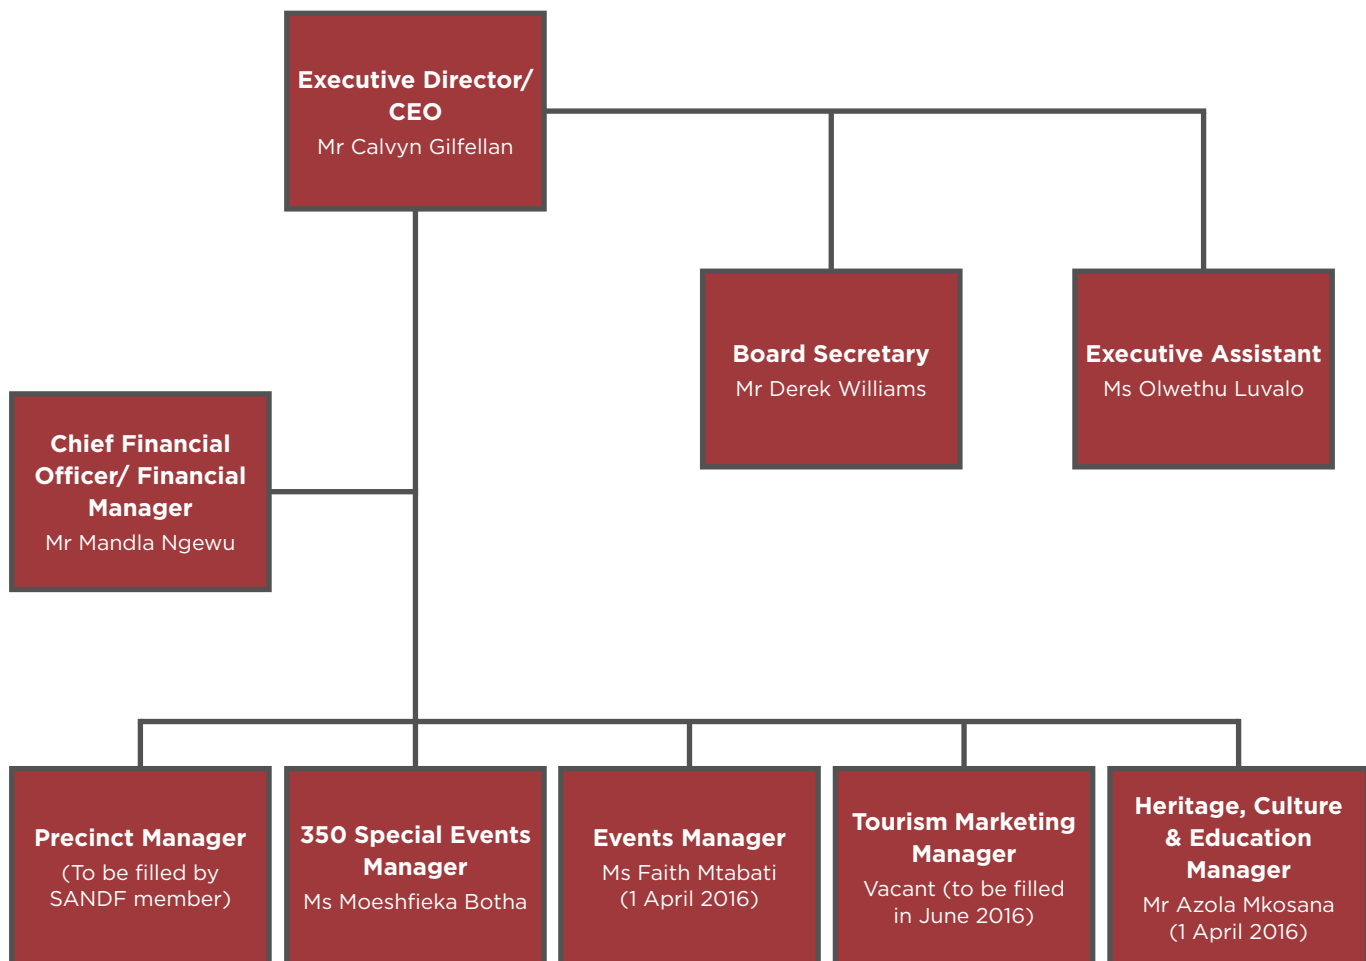 Executive Director/
CEO
Mr Calvyn Gilfellan
Board Secretary
Mr Derek Williams
Executive Assistant
Ms Olwethu Luvalo
Chief Financial
Officer/ Financial
Manager
Mr Mandla Ngewu
Precinct Manager
(To be filled by
SANDF member)
350 Special Events
Manager
Ms Moeshfieka Botha
Events Manager
Ms Faith Mtabati
(1 April 2016)
Tourism Marketing
Manager
Vacant (to be filled
in June 2016)
Heritage, Culture
& Education
Manager
Mr Azola Mkosana
(1 April 2016)